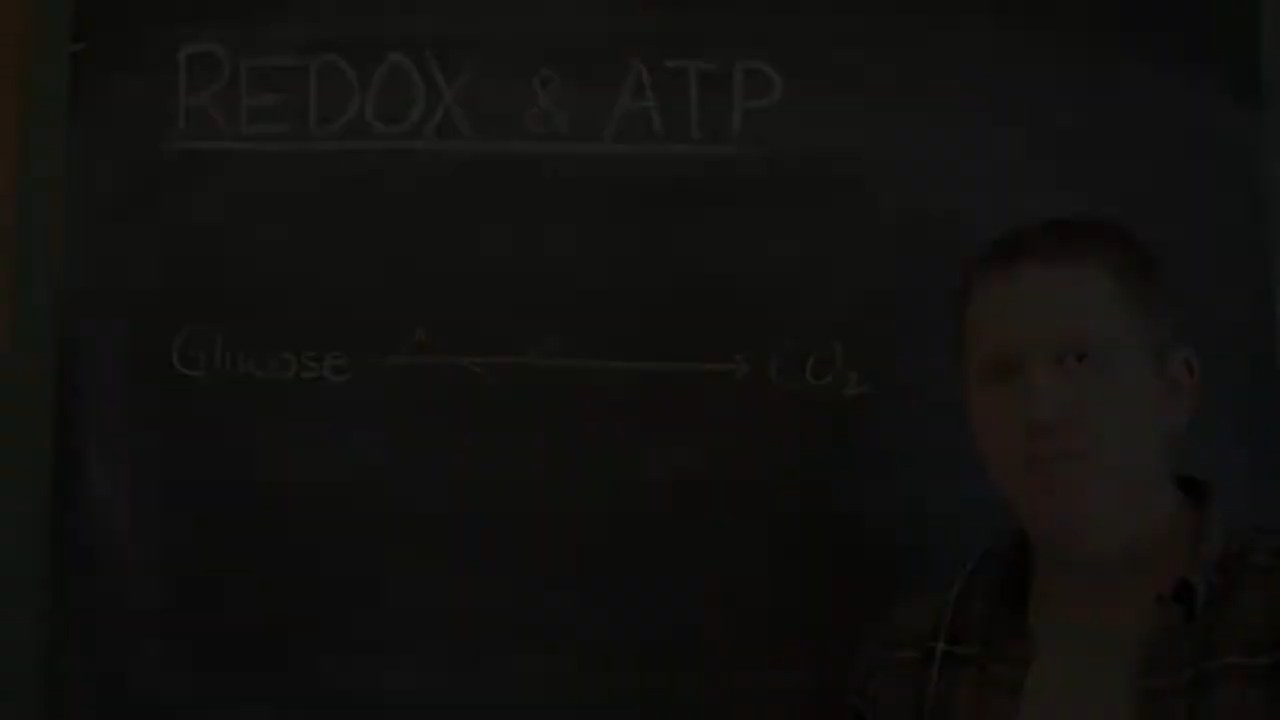 REDOX & ATP
Glucose → CO₂